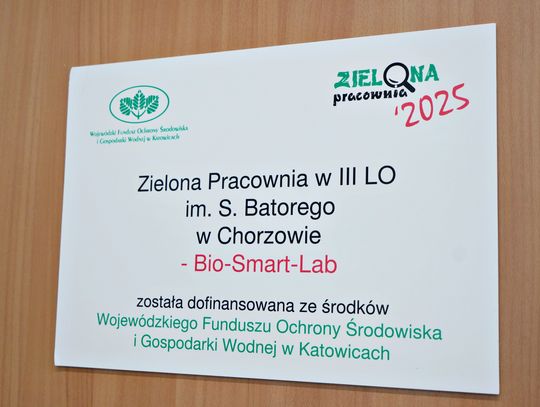 Wojewódzki Fundusz Ochrony Środowiska
i Gospodarki Wodnej w Katowicach
ZIELONA
pracownia
'2025
Zielona Pracownia w III LO
im. S. Batorego
w Chorzowie
- Bio-Smart-Lab
została dofinansowana ze środków
Wojewódzkiego Funduszu Ochrony Środowiska
i Gospodarki Wodnej w Katowicach